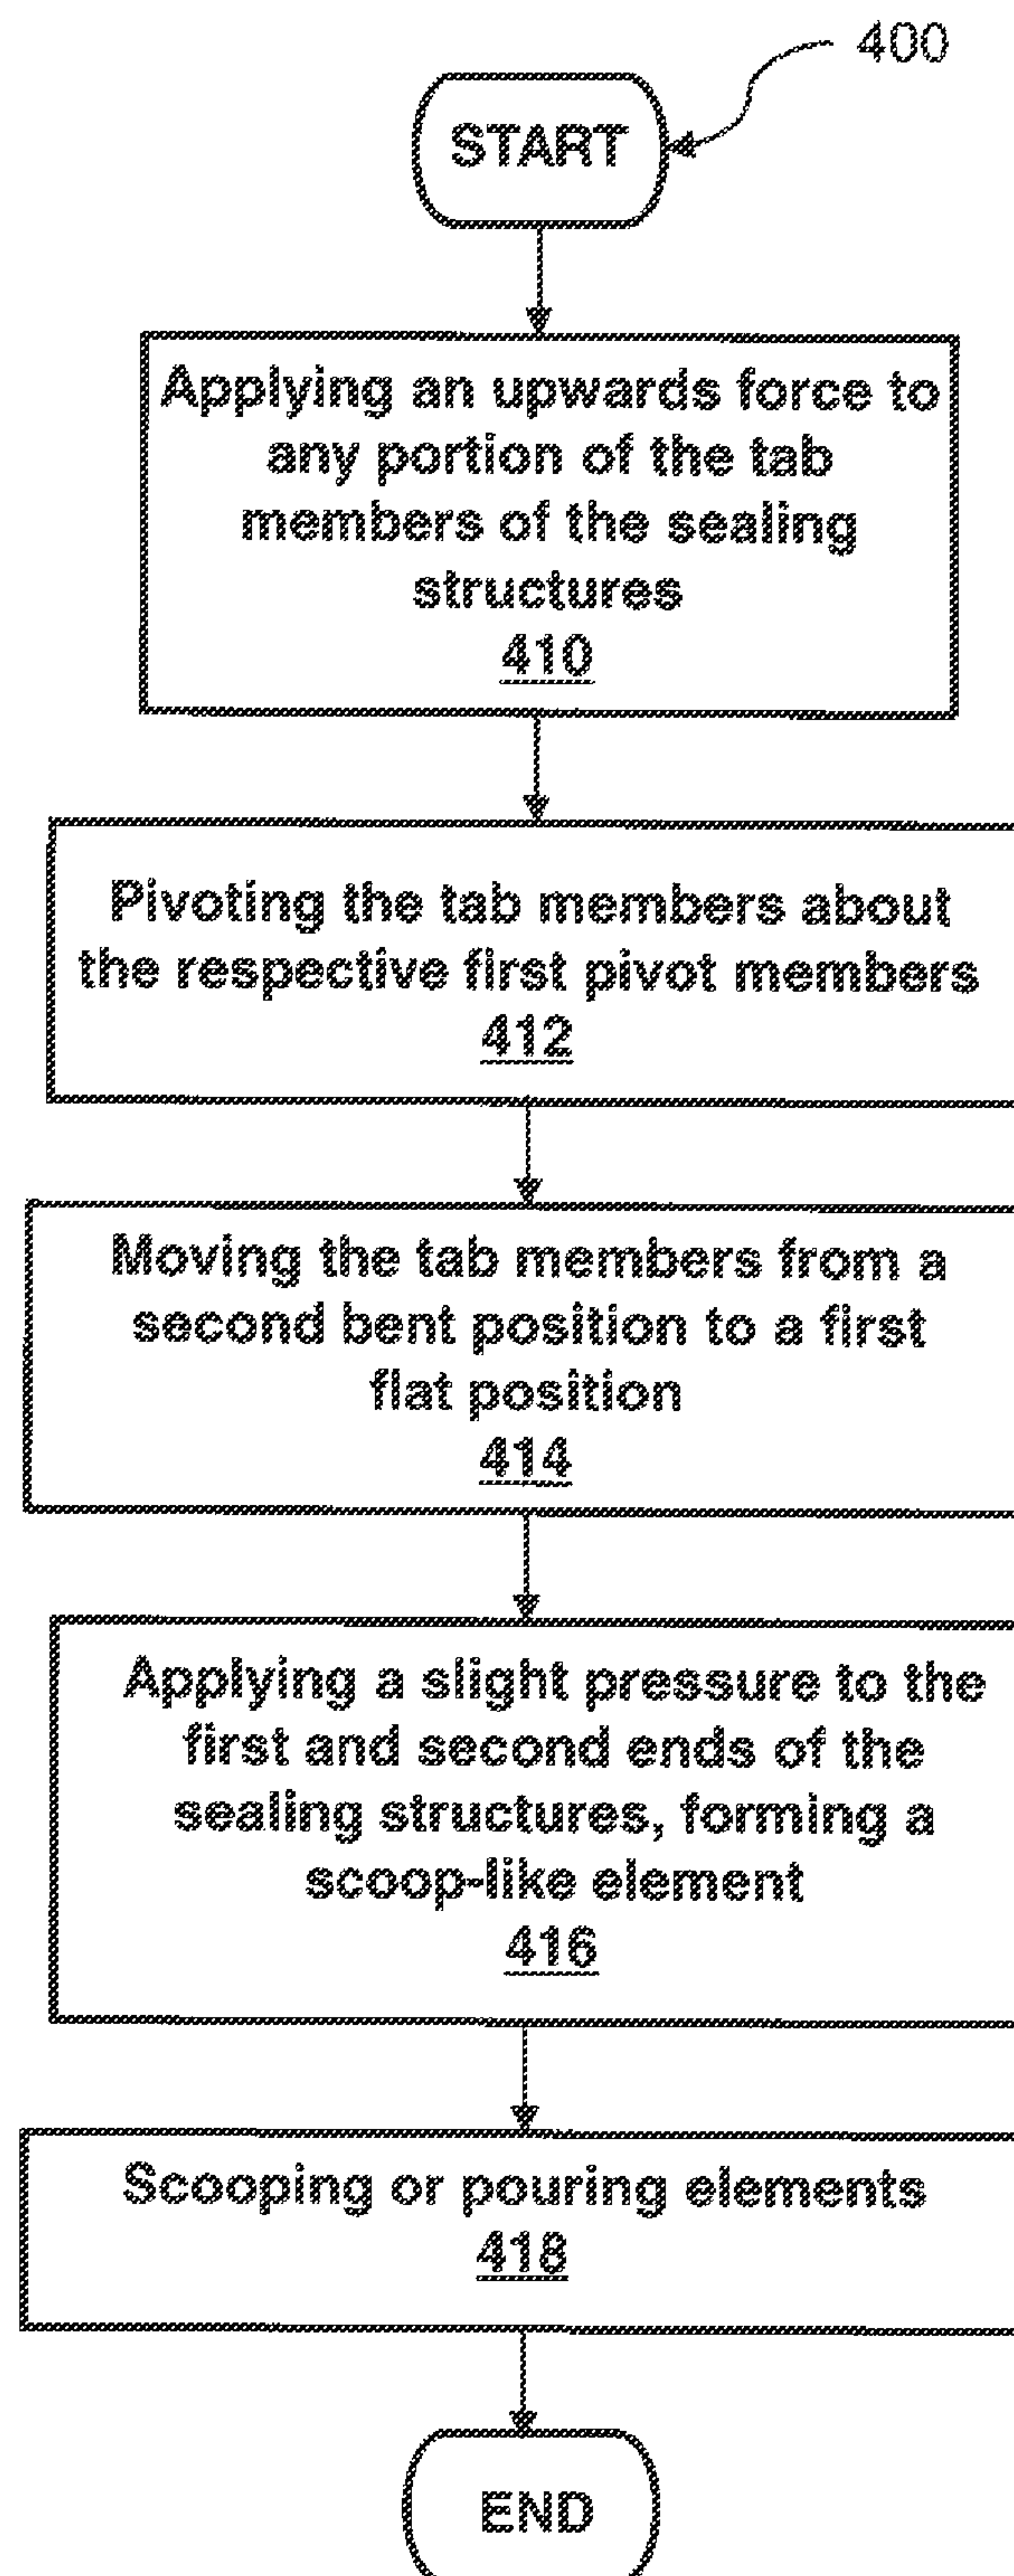 400
START
Applying an upwards force to
any portion of the tab
members of the sealing
structures
410
Pivoting the tab members about
the respective first pivot members
412
Moving the tab members from a
second bent position to a first
flat position
414
Applying a slight pressure to the
first and second ends of the
sealing structures, forming a
scoop-like element
416
Scooping or pouring elements
418
END